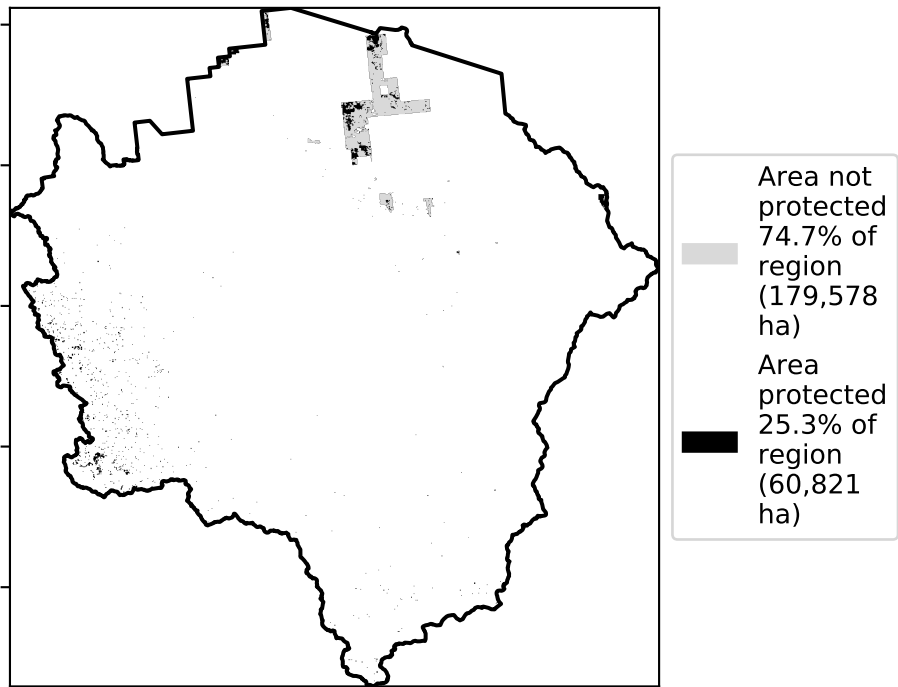 Area not
protected
74.7% of
region
(179,578
ha)
Area
protected
25.3% of
region
(60,821
ha)